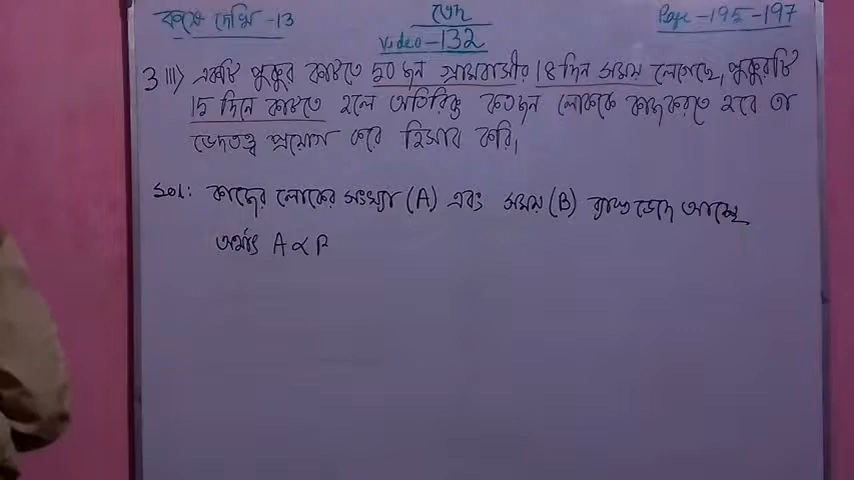 কষে দেখি -13
ভেদ
Page -195-197
Video -132
3 iii) একটি পুকুর কাটতে 50 জন গ্রামবাসীর 18 দিন সময় লেগেছে, পুকুরটি
15 দিনে কাটতে হলে অতিরিক্ত কতজন লোককে কাজ করতে হবে তা
ভেদতত্ত্ব প্রয়োগ করে হিসাব করি,
Sol: কাজের লোকের সংখ্যা (A) এবং সময় (B) ব্যস্ত ভেদে আছে
অর্থাৎ A ∝